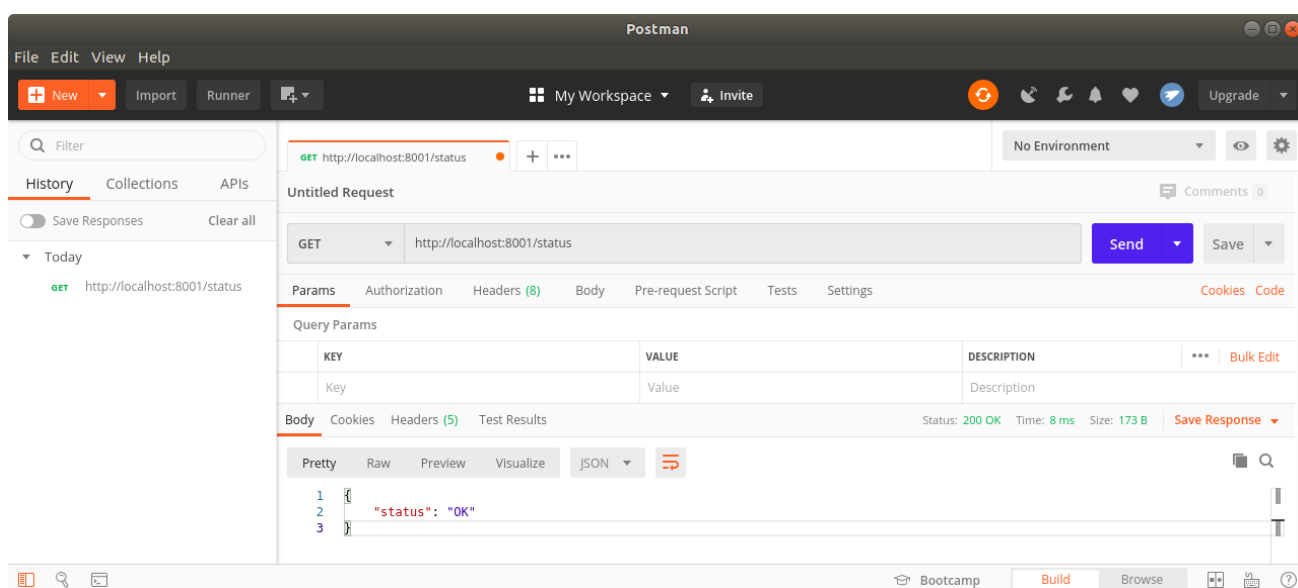 Postman
File Edit View Help
New Import Runner My Workspace Invite Upgrade
Filter
History Collections APIs
Save Responses Clear all
Today
GET http://localhost:8001/status
GET http://localhost:8001/status
No Environment
Untitled Request
Comments 0
GET http://localhost:8001/status Send Save
Params Authorization Headers (8) Body Pre-request Script Tests Settings Cookies Code
Query Params
KEY VALUE DESCRIPTION Bulk Edit
Key Value Description
Body Cookies Headers (5) Test Results Status: 200 OK Time: 8 ms Size: 173 B Save Response
Pretty Raw Preview Visualize JSON
1 {
2 "status": "OK"
3 }
Bootcamp Build Browse